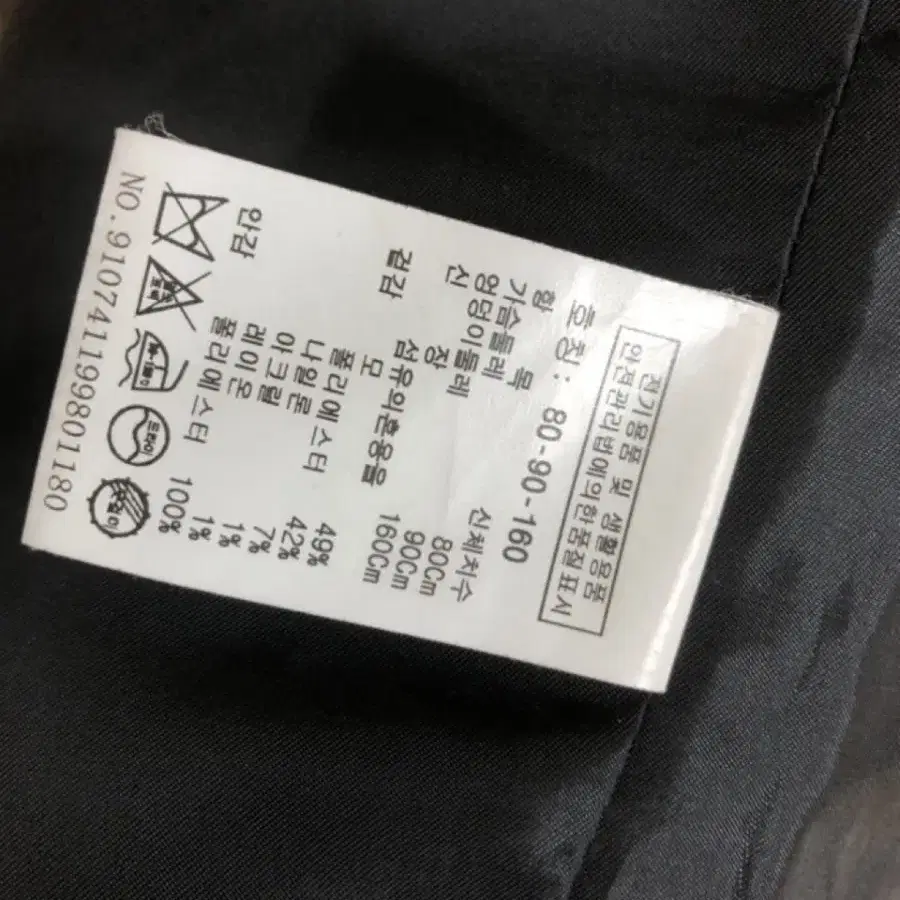 전기용품 및 생활용품
안전관리법에의한품질표시
호칭 : 80-90-160
항 목 신체치수
가슴둘레 80Cm
엉덩이둘레 90Cm
신 장 160Cm
섬유의혼용율
겉감 모 49%
폴리에스터 42%
나일론 7%
아크릴 1%
레이온 1%
안감 폴리에스터 100%
드라이
NO.910741199801180